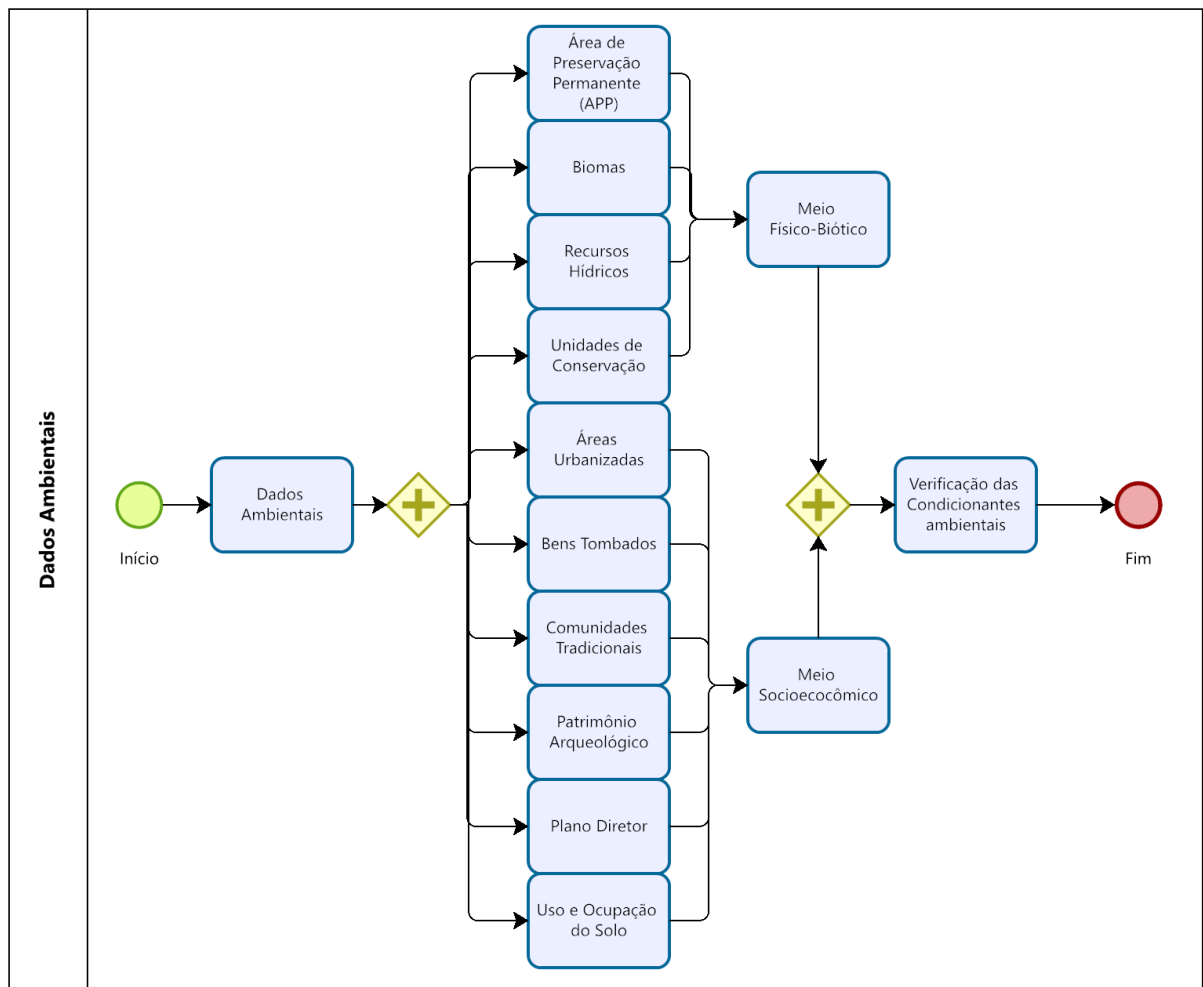 Dados Ambientais
Início
Dados
Ambientais
Área de
Preservação
Permanente
(APP)
Biomas
Recursos
Hídricos
Unidades de
Conservação
Áreas
Urbanizadas
Bens Tombados
Comunidades
Tradicionais
Patrimônio
Arqueológico
Plano Diretor
Uso e Ocupação
do Solo
Meio
Físico-Biótico
Meio
Socioecocômico
Verificação das
Condicionantes
ambientais
Fim